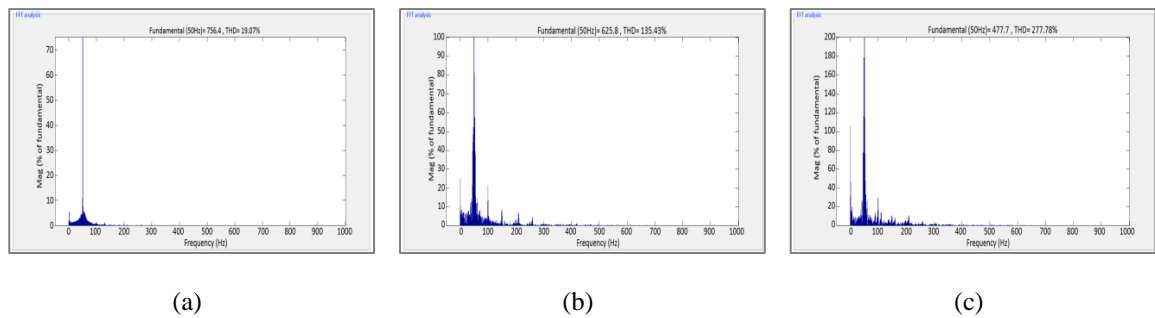 FFT analysis
Fundamental (50Hz)= 756.4 , THD= 19.07%
Mag (% of fundamental)
70
60
50
40
30
20
10
0
0 100 200 300 400 500 600 700 800 900 1000
Frequency (Hz)
(a)
FFT analysis
Fundamental (50Hz)= 625.8 , THD= 135.43%
Mag (% of fundamental)
100
90
80
70
60
50
40
30
20
10
0
0 100 200 300 400 500 600 700 800 900 1000
Frequency (Hz)
(b)
FFT analysis
Fundamental (50Hz)= 477.7 , THD= 277.78%
Mag (% of fundamental)
200
180
160
140
120
100
80
60
40
20
0
0 100 200 300 400 500 600 700 800 900 1000
Frequency (Hz)
(c)